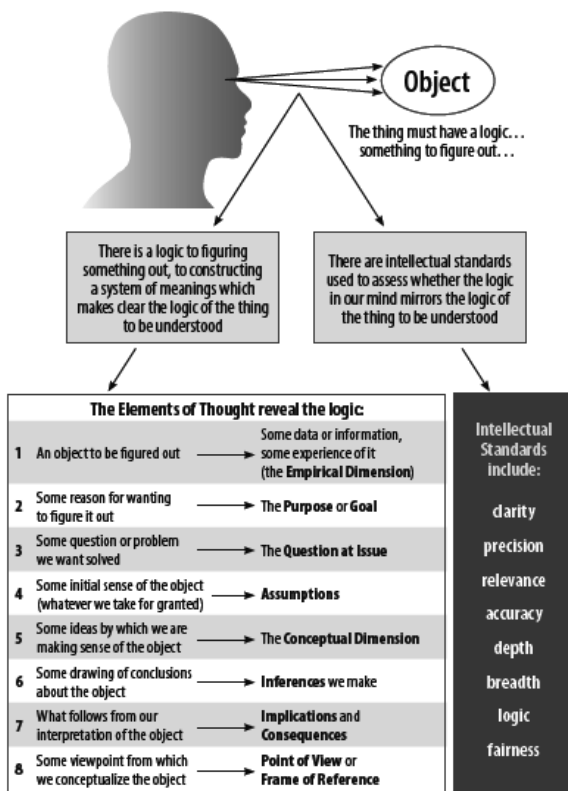 Object
The thing must have a logic…
something to figure out…
There is a logic to figuring
something out, to constructing
a system of meanings which
makes clear the logic of the thing
to be understood
There are intellectual standards
used to assess whether the logic
in our mind mirrors the logic of
the thing to be understood
The Elements of Thought reveal the logic:
1 An object to be figured out
Some data or information,
some experience of it
(the Empirical Dimension)
2 Some reason for wanting
to figure it out
The Purpose or Goal
3 Some question or problem
we want solved
The Question at Issue
4 Some initial sense of the object
(whatever we take for granted)
Assumptions
5 Some ideas by which we are
making sense of the object
The Conceptual Dimension
6 Some drawing of conclusions
about the object
Inferences we make
7 What follows from our
interpretation of the object
Implications and
Consequences
8 Some viewpoint from which
we conceptualize the object
Point of View or
Frame of Reference
Intellectual
Standards
include:
clarity
precision
relevance
accuracy
depth
breadth
logic
fairness